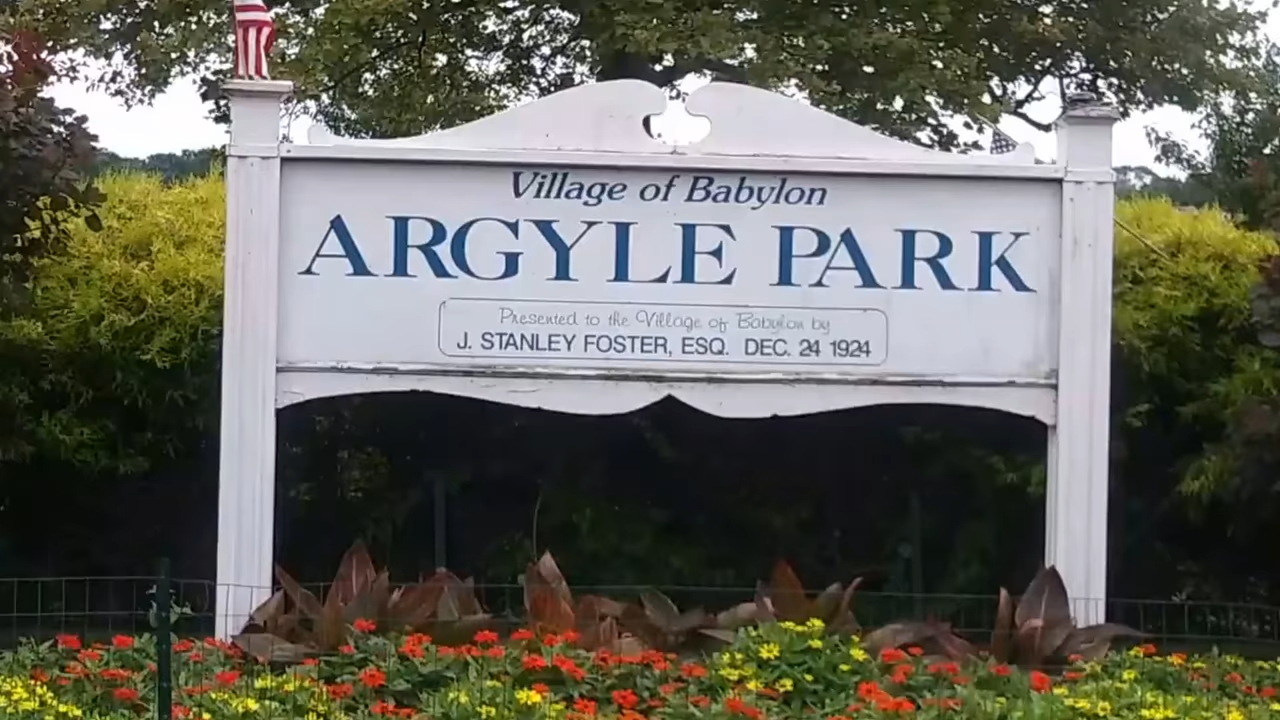 Village of Babylon
ARGYLE PARK
Presented to the Village of Babylon by
J. STANLEY FOSTER, ESQ. DEC. 24 1924